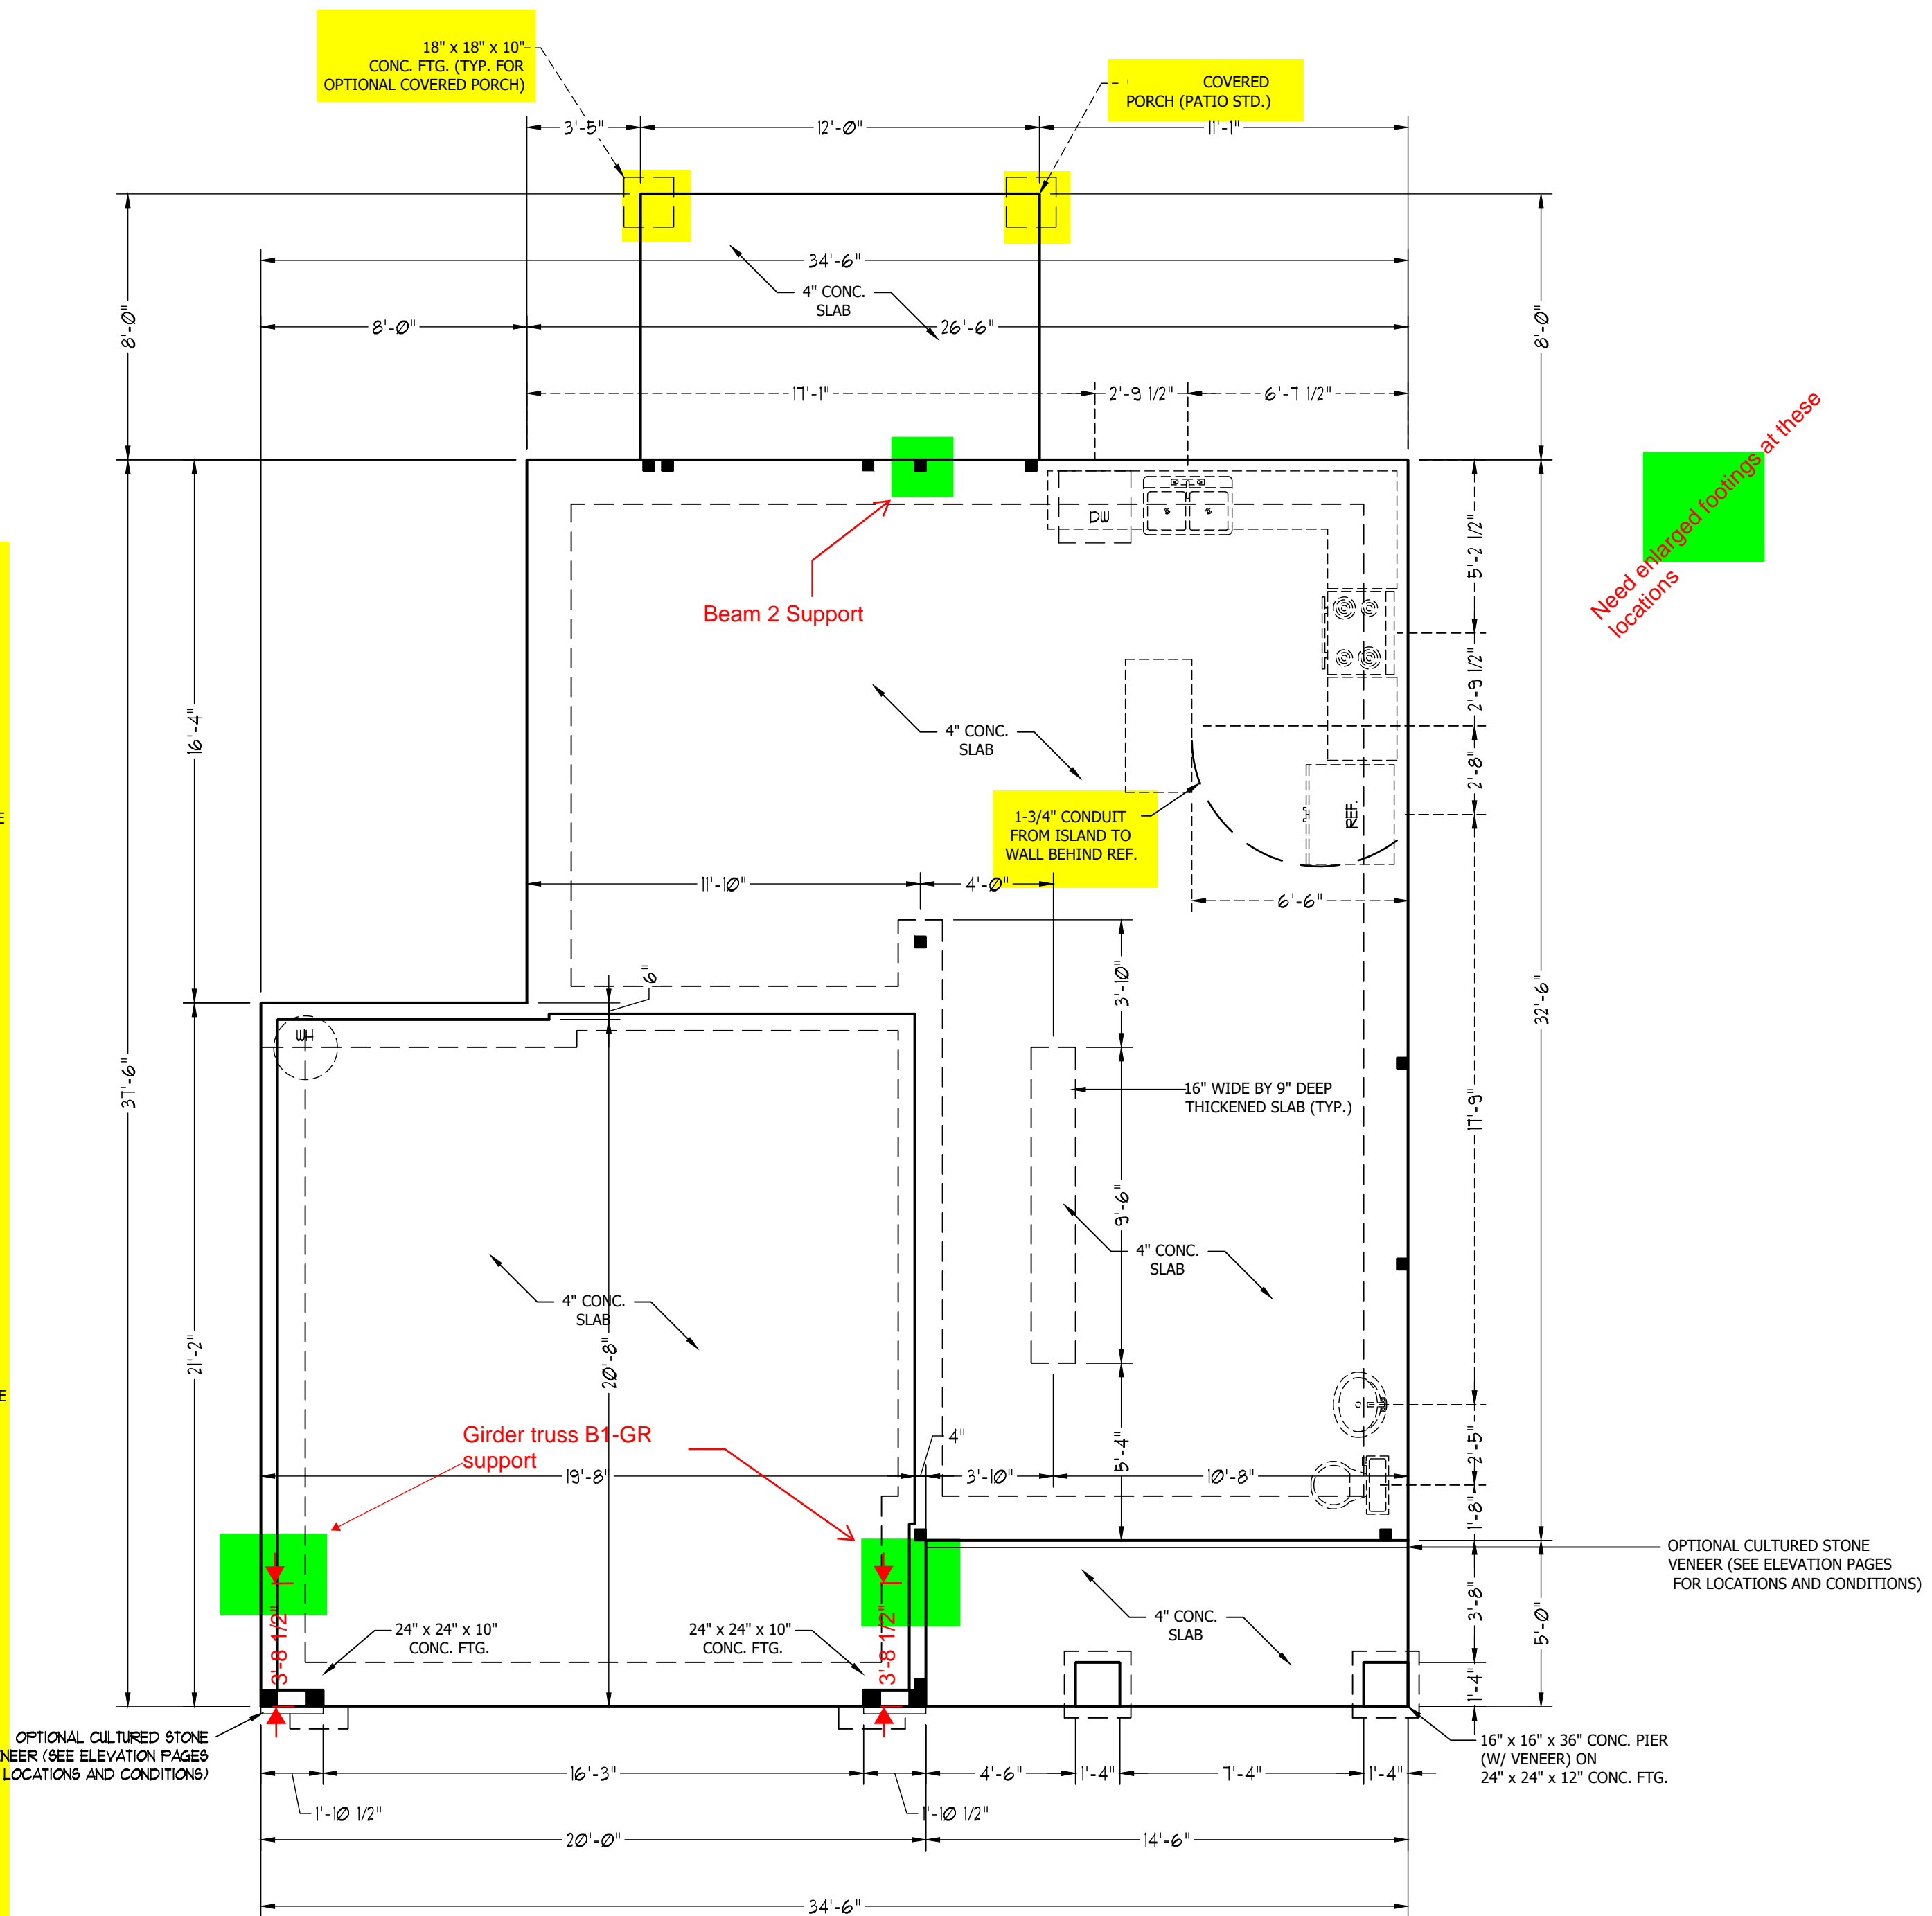 18" x 18" x 10"
CONC. FTG. (TYP. FOR
OPTIONAL COVERED PORCH)
COVERED
PORCH (PATIO STD.)
3'-5"
12'-0"
11'-1"
34'-6"
4" CONC.
SLAB
8'-0"
26'-6"
8'-0"
8'-0"
17'-1"
2'-9 1/2"
6'-7 1/2"
Need enlarged footings at these
locations
DW
Beam 2 Support
5'-2 1/2"
2'-9 1/2"
2'-8"
16'-4"
4" CONC.
SLAB
1-3/4" CONDUIT
FROM ISLAND TO
WALL BEHIND REF.
REF.
E
11'-10"
4'-0"
6'-6"
6"
3'-10"
32'-6"
WH
37'-6"
16" WIDE BY 9" DEEP
THICKENED SLAB (TYP.)
17'-9"
9'-6"
4" CONC.
SLAB
4" CONC.
SLAB
21'-2"
20'-8"
E
Girder truss B1-GR
support
4"
5'-4"
2'-5"
19'-8"
3'-10"
10'-8"
1'-8"
OPTIONAL CULTURED STONE
VENEER (SEE ELEVATION PAGES
FOR LOCATIONS AND CONDITIONS)
3'-8 1/2"
24" x 24" x 10"
CONC. FTG.
24" x 24" x 10"
CONC. FTG.
3'-8 1/2"
4" CONC.
SLAB
3'-8"
5'-0"
1'-4"
OPTIONAL CULTURED STONE
NEER (SEE ELEVATION PAGES
LOCATIONS AND CONDITIONS)
16" x 16" x 36" CONC. PIER
(W/ VENEER) ON
24" x 24" x 12" CONC. FTG.
16'-3"
4'-6"
1'-4"
7'-4"
1'-4"
1'-10 1/2"
1'-10 1/2"
20'-0"
14'-6"
34'-6"